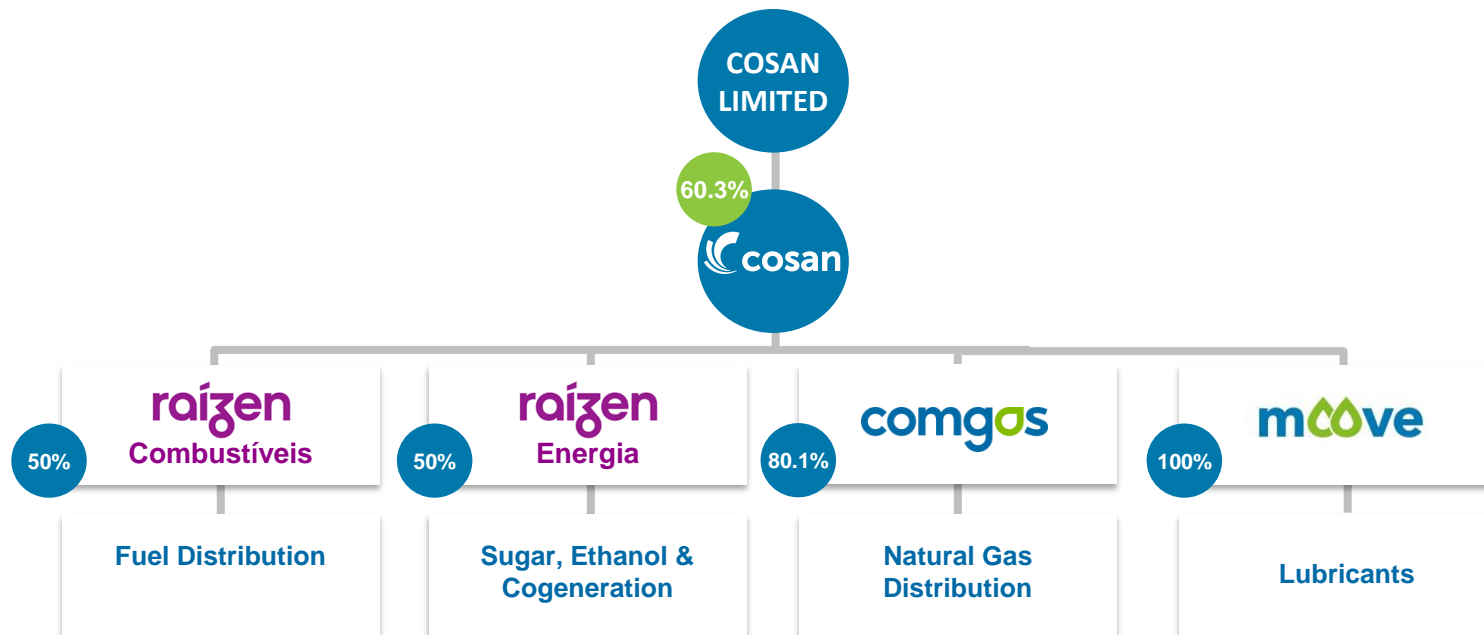 COSAN
LIMITED
60.3%
cosan
raízen
Combustíveis
50%
raízen
Energia
50%
comgas
80.1%
moove
100%
Fuel Distribution
Sugar, Ethanol &
Cogeneration
Natural Gas
Distribution
Lubricants